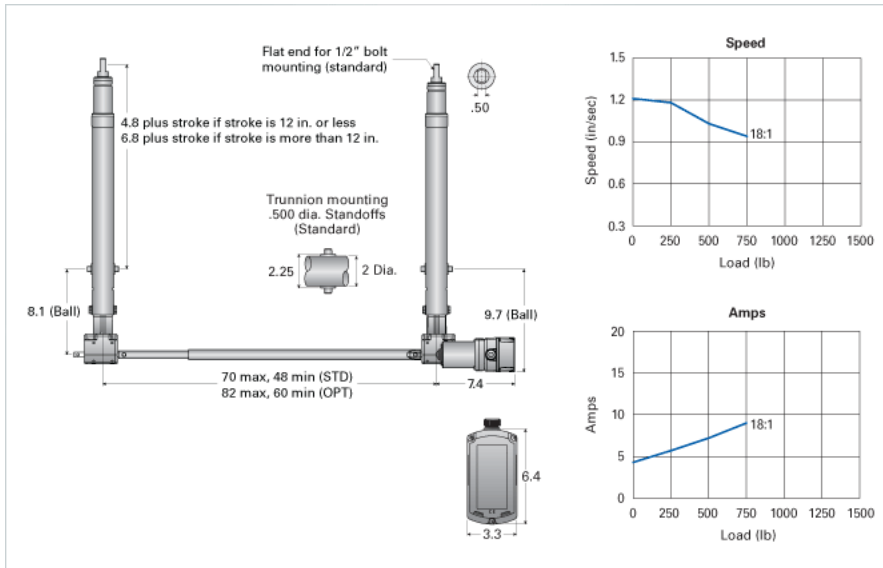 Flat end for 1/2" bolt
mounting (standard)
.50
4.8 plus stroke if stroke is 12 in. or less
6.8 plus stroke if stroke is more than 12 in.
Trunnion mounting
.500 dia. Standoffs
(Standard)
2.25
2 Dia.
8.1 (Ball)
9.7 (Ball)
70 max, 48 min (STD)
82 max, 60 min (OPT)
7.4
6.4
3.3
Speed
Speed (in/sec)
1.5
1.2
0.9
0.6
0.3
18:1
0 250 500 750 1000 1250 1500
Load (lb)
Amps
Amps
20
15
10
5
0
18:1
0 250 500 750 1000 1250 1500
Load (lb)